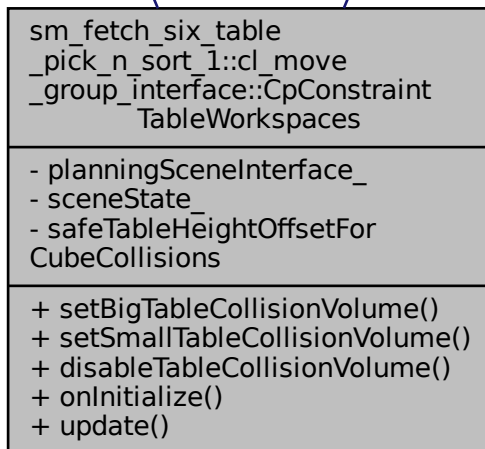 sm_fetch_six_table
_pick_n_sort_1::cl_move
_group_interface::CpConstraint
TableWorkspaces
- planningSceneInterface_
- sceneState_
- safeTableHeightOffsetFor
CubeCollisions
+ setBigTableCollisionVolume()
+ setSmallTableCollisionVolume()
+ disableTableCollisionVolume()
+ onInitialize()
+ update()